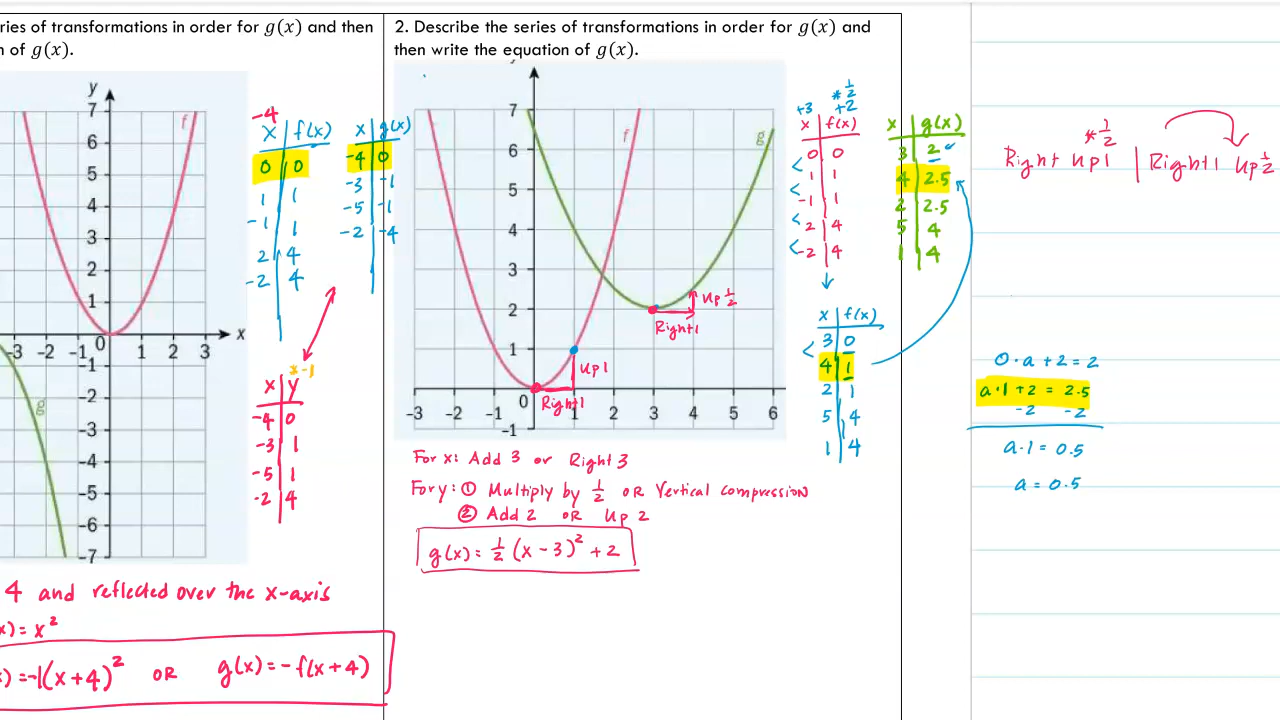 ries of transformations in order for g(x) and then
n of g(x).
y
7
6
5
4
3
2
1
f
0
x
-3 -2 -1 1 2 3
-1
-2
-3
-4
-5
-6
-7
g
-4
x f(x)
0 0
1 1
-1 1
2 4
-2 4
x g(x)
-4 0
-3 -1
-5 -1
-2 -4
x-1
x y
-4 0
-3 1
-5 1
-2 4
4 and reflected over the x-axis
x)= x²
)=-1(x+4)² OR g(x)=-f(x+4)
2. Describe the series of transformations in order for g(x) and
then write the equation of g(x).
7
6
5
4
3
2
1
f
g
Up ½
Right 1
Up 1
Right 1
-3 -2 -1 0 1 2 3 4 5 6
-1
For x: Add 3 or Right 3
For y: ① Multiply by ½ OR Vertical compression
② Add 2 OR Up 2
g(x)= ½ (x-3)² +2
*½
+3 +2
x f(x)
0 0
1 1
-1 1
2 4
-2 4
x f(x)
3 0
4 1
2 1
5 4
1 4
x g(x)
3 2
4 2.5
2 2.5
5 4
1 4
*½
Right Up 1 | Right 1 Up ½
0·a+2=2
a·1+2=2.5
-2 -2
a·1=0.5
a=0.5